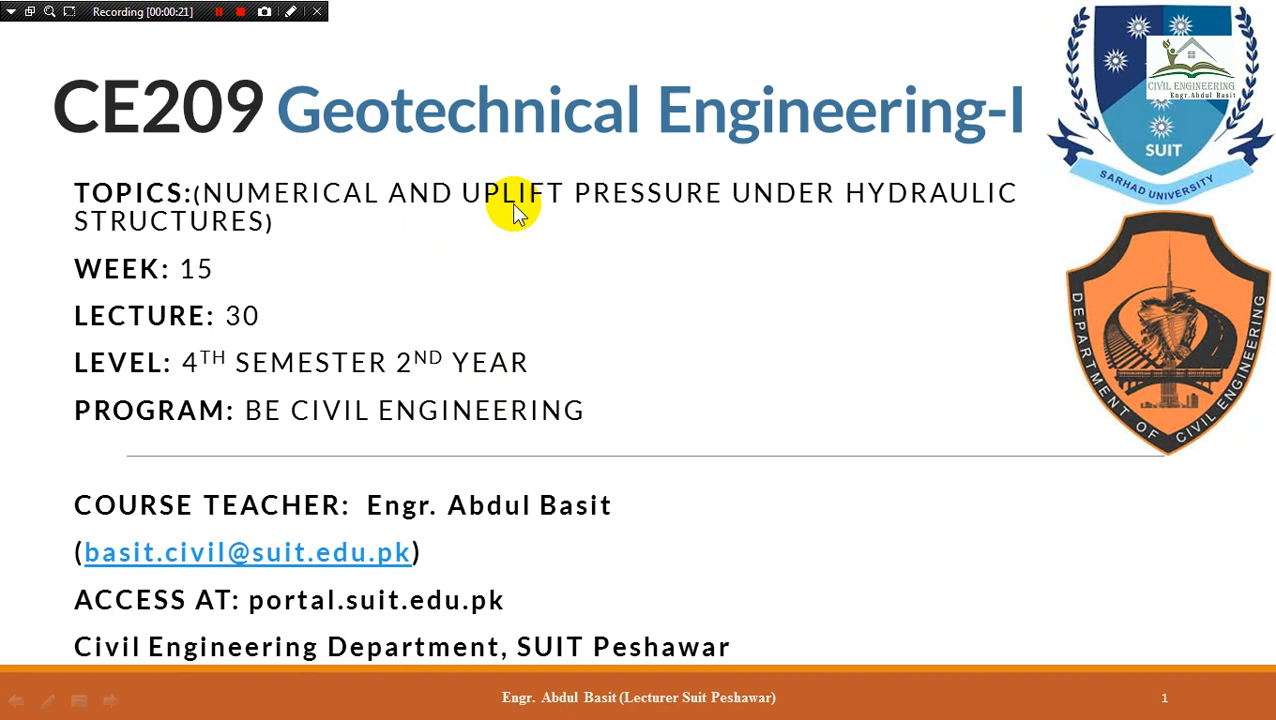 Recording [00:00:21]
CE209 Geotechnical Engineering-I
TOPICS:(NUMERICAL AND UPLIFT PRESSURE UNDER HYDRAULIC
STRUCTURES)
WEEK: 15
LECTURE: 30
LEVEL: 4TH SEMESTER 2ND YEAR
PROGRAM: BE CIVIL ENGINEERING
CIVIL ENGINEERING
Engr.Abdul Basit
SUIT
SARHAD UNIVERSITY
DEPARTMENT OF CIVIL ENGINEERING
COURSE TEACHER: Engr. Abdul Basit
(basit.civil@suit.edu.pk)
ACCESS AT: portal.suit.edu.pk
Civil Engineering Department, SUIT Peshawar
Engr. Abdul Basit (Lecturer Suit Peshawar)
1